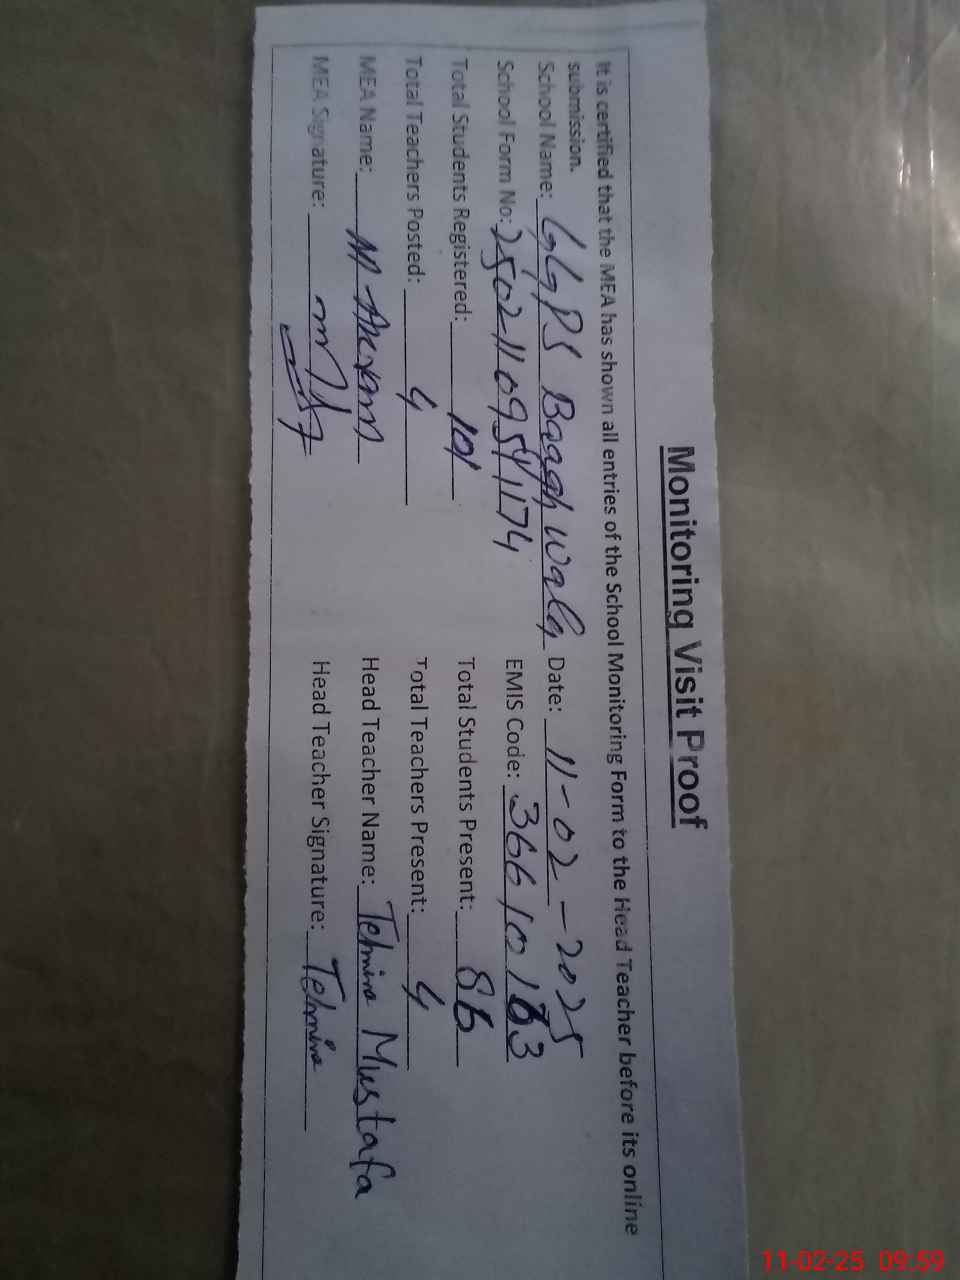 Monitoring Visit Proof
It is certified that the MEA has shown all entries of the School Monitoring Form to the Head Teacher before its online
submission.
School Name: GGPS Baagh wala Date: 11-02-2025
School Form No: 25021109541174 EMIS Code: 36610163
Total Students Registered: 101 Total Students Present: 86
Total Teachers Posted: 4 Total Teachers Present: 4
MEA Name: M Akram Head Teacher Name: Tehmina Mustafa
MEA Signature: Head Teacher Signature: Tehmina
11-02-25 09:59